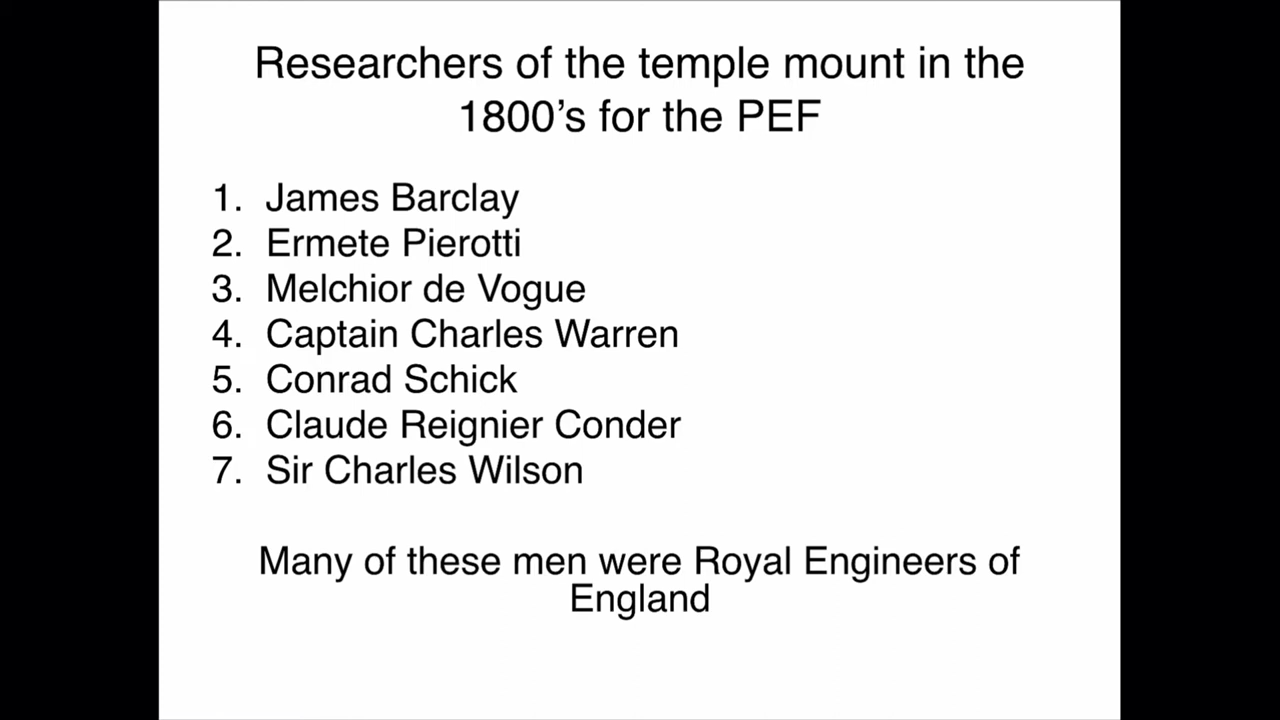 Researchers of the temple mount in the
1800’s for the PEF
1. James Barclay
2. Ermete Pierotti
3. Melchior de Vogue
4. Captain Charles Warren
5. Conrad Schick
6. Claude Reignier Conder
7. Sir Charles Wilson
Many of these men were Royal Engineers of
England